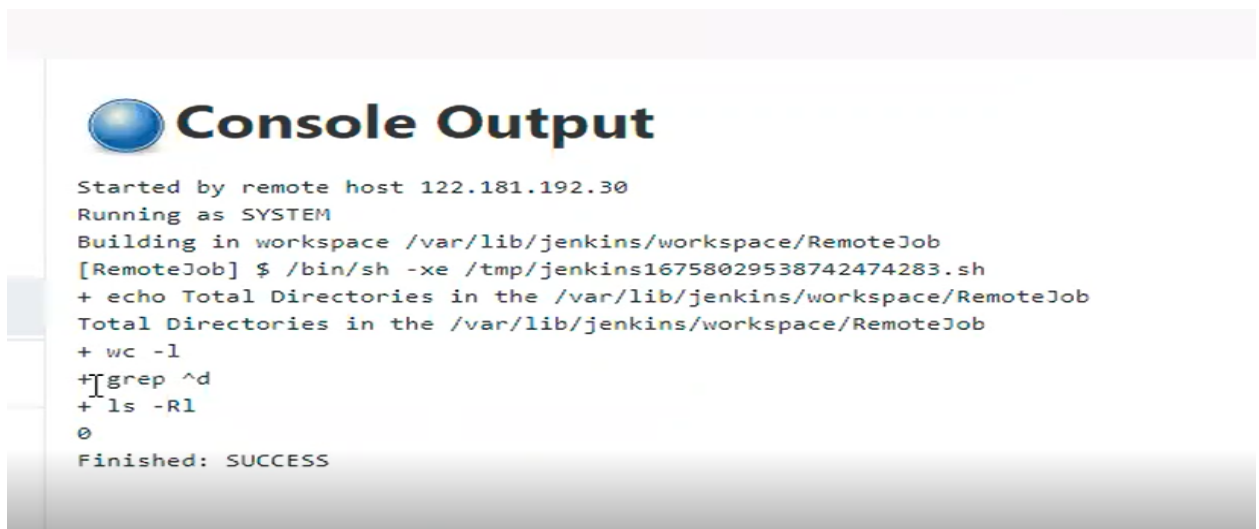 Console Output
Started by remote host 122.181.192.30
Running as SYSTEM
Building in workspace /var/lib/jenkins/workspace/RemoteJob
[RemoteJob] $ /bin/sh -xe /tmp/jenkins16758029538742474283.sh
+ echo Total Directories in the /var/lib/jenkins/workspace/RemoteJob
Total Directories in the /var/lib/jenkins/workspace/RemoteJob
+ wc -l
+ grep ^d
+ ls -Rl
0
Finished: SUCCESS